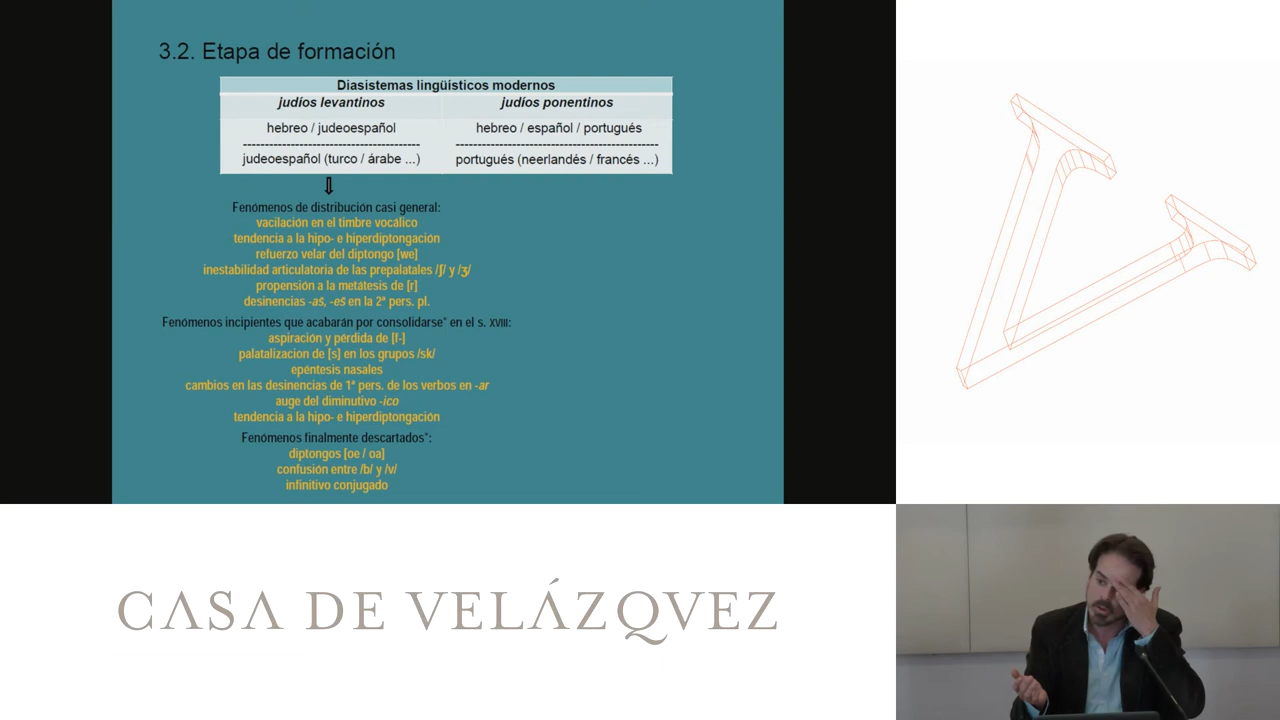 3.2. Etapa de formación
Diasistemas lingüísticos modernos
judíos levantinos
judíos ponentinos
hebreo / judeoespañol
hebreo / español / portugués
judeoespañol (turco / árabe ...)
portugués (neerlandés / francés ...)
Fenómenos de distribución casi general:
vacilación en el timbre vocálico
tendencia a la hipo- e hiperdiptongación
refuerzo velar del diptongo [we]
inestabilidad articulatoria de las prepalatales /ʃ/ y /ʒ/
propensión a la metátesis de [r]
desinencias -aš, -eš en la 2ª pers. pl.
Fenómenos incipientes que acabarán por consolidarse* en el s. XVIII:
aspiración y pérdida de [f-]
palatalizacion de [s] en los grupos /sk/
epéntesis nasales
cambios en las desinencias de 1ª pers. de los verbos en -ar
auge del diminutivo -ico
tendencia a la hipo- e hiperdiptongación
Fenómenos finalmente descartados*:
diptongos [oe / oa]
confusión entre /b/ y /v/
infinitivo conjugado
CASA DE VELÁZQVEZ